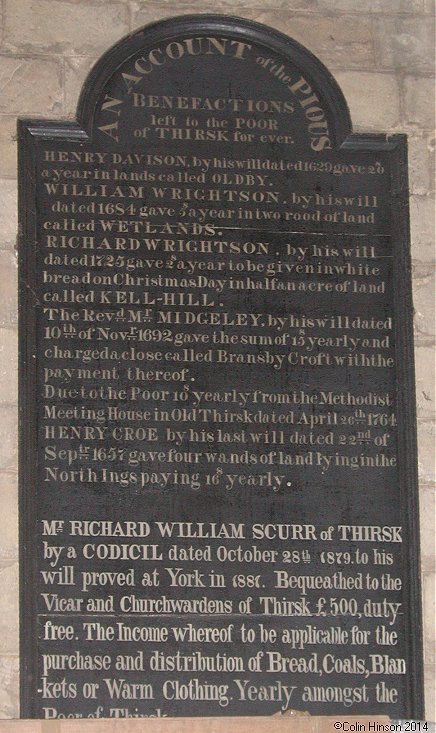 AN ACCOUNT of the PIOUS
BENEFACTIONS
left to the POOR
of THIRSK for ever.
HENRY DAVISON, by his will dated 1629 gave 20s
a year in lands called OLDBY.
WILLIAM WRIGHTSON, by his will
dated 1684 gave 5s a year in two rood of land
called WETLANDS.
RICHARD WRIGHTSON, by his will
dated 1725 gave 2s a year to be given in white
bread on Christmas Day in half an acre of land
called KELL-HILL.
The Revd. Mr MIDGELEY, by his will dated
10th of Novr 1692 gave the sum of 15s yearly and
charged a close called Bransby Croft with the
payment thereof.
Due to the Poor 10s yearly from the Methodist
Meeting House in Old Thirsk dated April 26th 1764
HENRY CROE by his last will dated 22nd of
Septr 1657 gave four wands of land lying in the
North Ings paying 16s yearly.
Mr RICHARD WILLIAM SCURR of THIRSK
by a CODICIL dated October 28th 1879. to his
will proved at York in 1881. Bequeathed to the
Vicar and Churchwardens of Thirsk £500, duty
free. The Income whereof to be applicable for the
purchase and distribution of Bread, Coals, Blan
-kets or Warm Clothing. Yearly amongst the
Poor of Thirsk
©Colin Hinson 2014